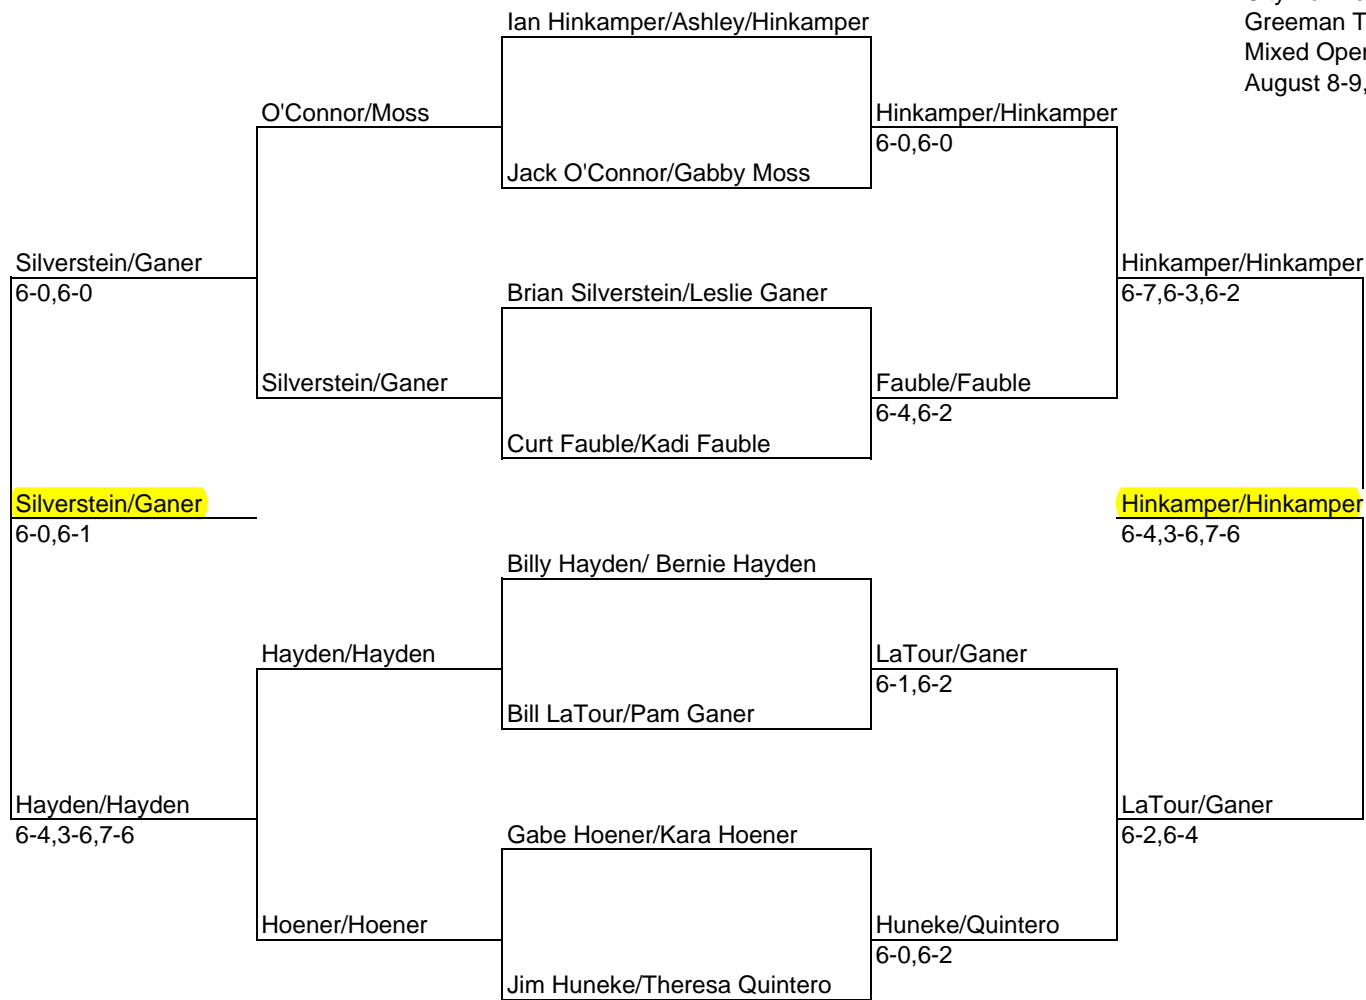 Ian Hinkamper/Ashley/Hinkamper
Greeman T
Mixed Oper
August 8-9,
O'Connor/Moss
Hinkamper/Hinkamper
6-0,6-0
Jack O'Connor/Gabby Moss
Silverstein/Ganer
Hinkamper/Hinkamper
6-0,6-0
Brian Silverstein/Leslie Ganer
6-7,6-3,6-2
Silverstein/Ganer
Fauble/Fauble
6-4,6-2
Curt Fauble/Kadi Fauble
Silverstein/Ganer
Hinkamper/Hinkamper
6-0,6-1
6-4,3-6,7-6
Billy Hayden/ Bernie Hayden
Hayden/Hayden
LaTour/Ganer
6-1,6-2
Bill LaTour/Pam Ganer
Hayden/Hayden
LaTour/Ganer
6-4,3-6,7-6
Gabe Hoener/Kara Hoener
6-2,6-4
Hoener/Hoener
Huneke/Quintero
6-0,6-2
Jim Huneke/Theresa Quintero